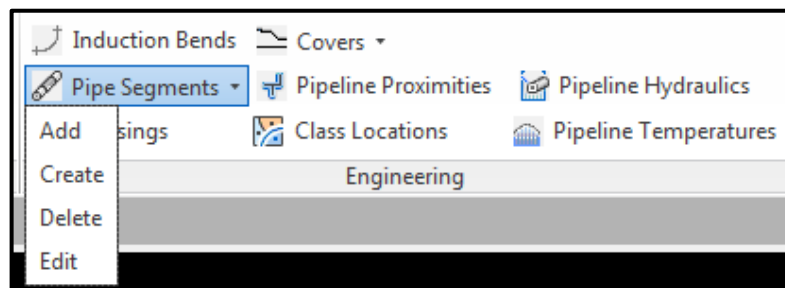 Induction Bends Covers
Pipe Segments Pipeline Proximities Pipeline Hydraulics
Add sings Class Locations Pipeline Temperatures
Create Engineering
Delete
Edit